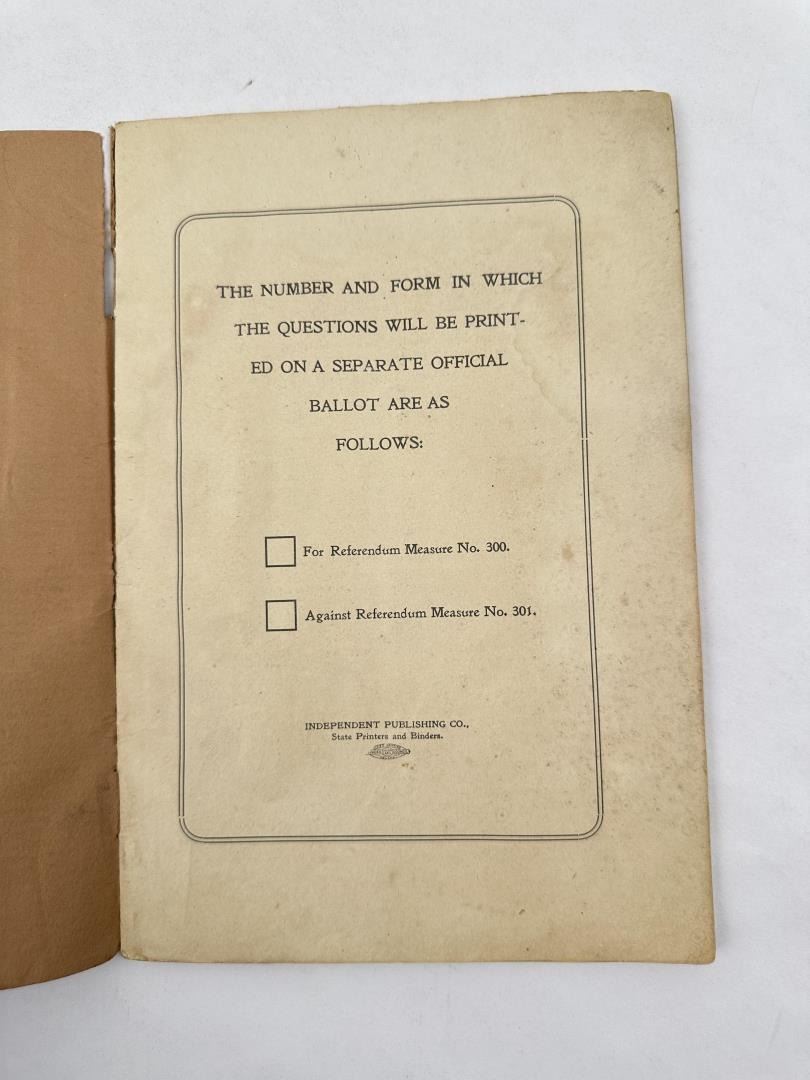 THE NUMBER AND FORM IN WHICH
THE QUESTIONS WILL BE PRINT-
ED ON A SEPARATE OFFICIAL
BALLOT ARE AS
FOLLOWS:
For Referendum Measure No. 300.
Against Referendum Measure No. 301.
INDEPENDENT PUBLISHING CO.,
State Printers and Binders.